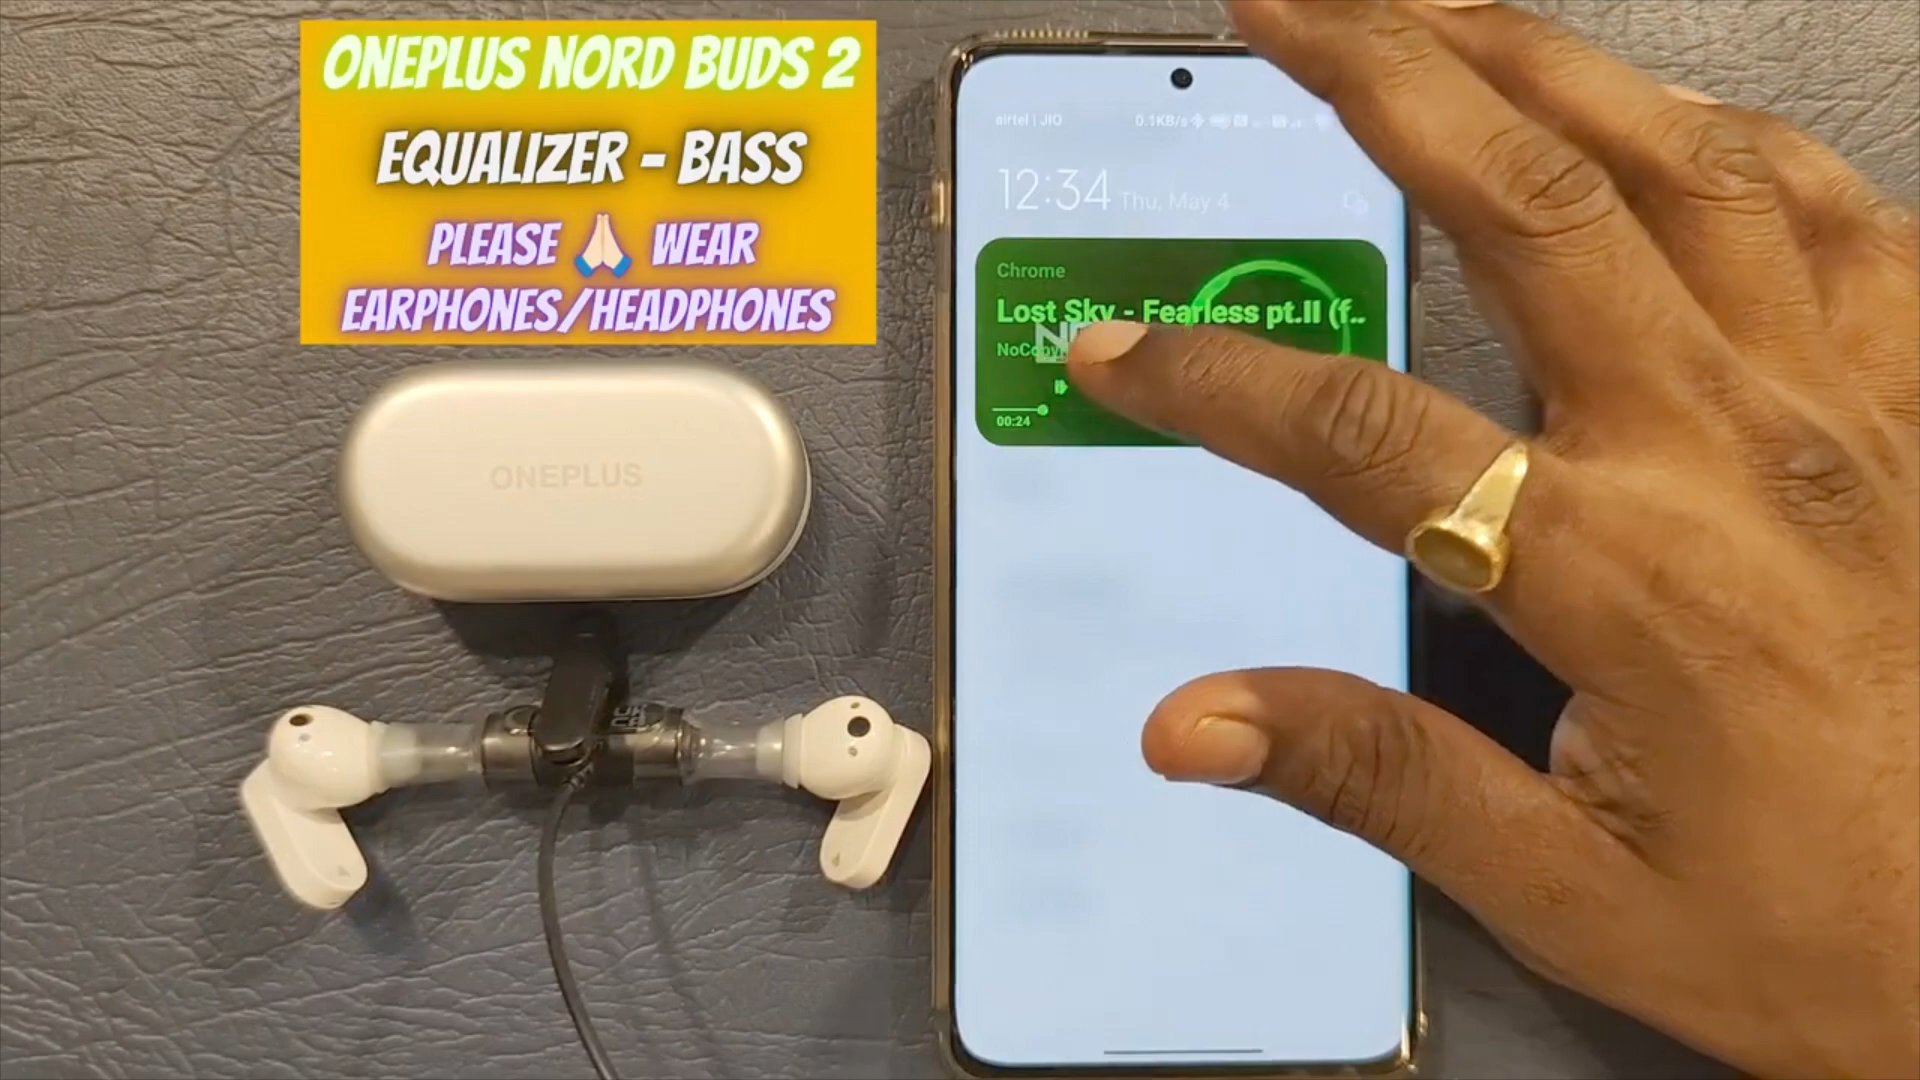 ONEPLUS NORD BUDS 2
EQUALIZER - BASS
PLEASE 🙏🏻 WEAR
EARPHONES/HEADPHONES
airtel | JIO
0.1KB/s
12:34 Thu, May 4
Chrome
Lost Sky - Fearless pt.II (f..
00:24
ONEPLUS